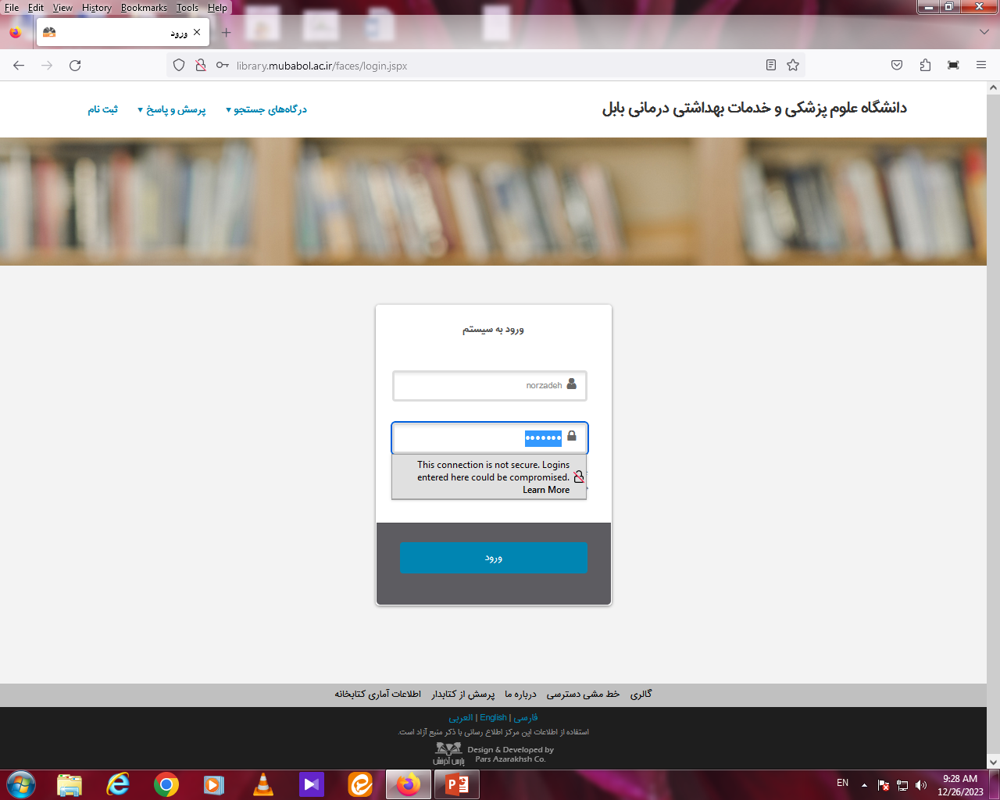 File Edit View History Bookmarks Tools Help
ورود
library.mubabol.ac.ir/faces/login.jspx
دانشگاه علوم پزشکی و خدمات بهداشتی درمانی بابل
درگاه‌های جستجو ▾ پرسش و پاسخ ▾ ثبت نام
ورود به سیستم
norzadeh
•••••••
This connection is not secure. Logins
entered here could be compromised.
Learn More
ورود
گالری خط مشی دسترسی درباره ما پرسش از کتابدار اطلاعات آماری کتابخانه
فارسی | English | العربي
استفاده از اطلاعات این مرکز اطلاع رسانی با ذکر منبع آزاد است.
Design & Developed by
Pars Azarakhsh Co.
پارس آذرخش
EN
9:28 AM
12/26/2023